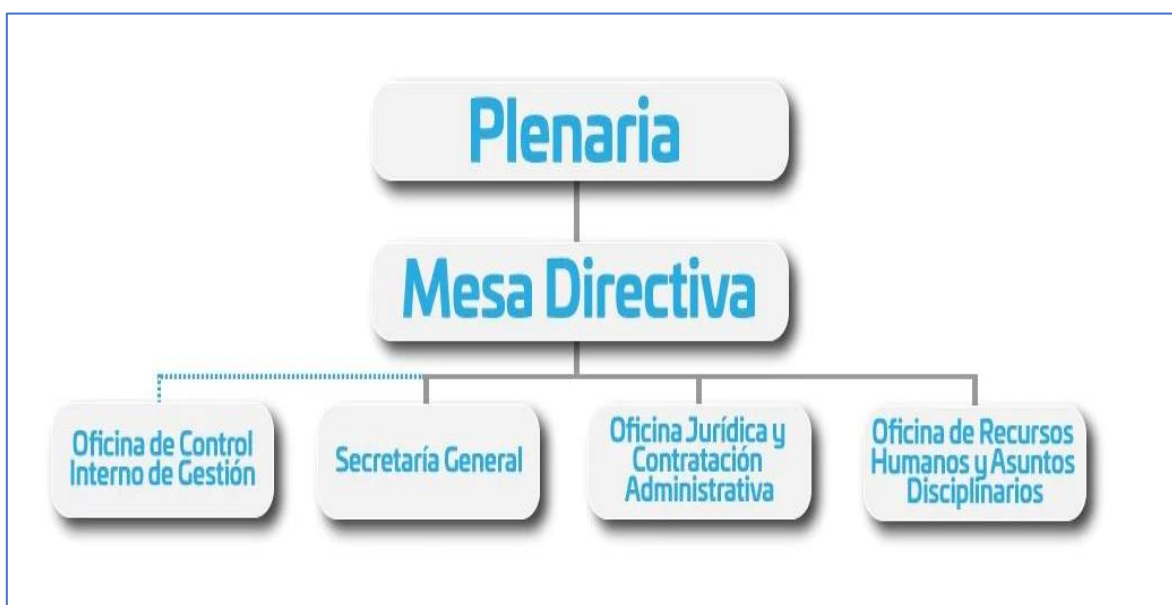 Plenaria
Mesa Directiva
Oficina de Control
Interno de Gestión
Secretaría General
Oficina Jurídica y
Contratación
Administrativa
Oficina de Recursos
Humanos y Asuntos
Disciplinarios